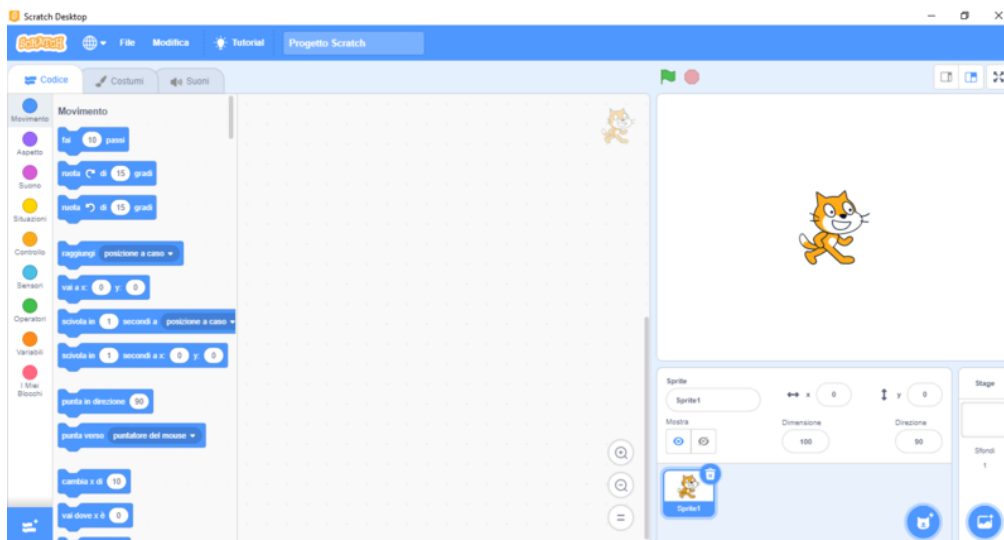 Scratch Desktop
SCRATCH File Modifica Tutorial Progetto Scratch
Codice Costumi Suoni
Movimento
Aspetto
Suono
Situazioni
Controllo
Sensori
Operatori
Variabili
I Miei
Blocchi
Movimento
fai 10 passi
ruota di 15 gradi
ruota di 15 gradi
raggiungi posizione a caso
vai a x: 0 y: 0
scivola in 1 secondi a posizione a caso
scivola in 1 secondi a x: 0 y: 0
punta in direzione 90
punta verso puntatore del mouse
cambia x di 10
vai dove x è 0
Sprite
Sprite1
x 0
y 0
Mostra
Dimensione
100
Direzione
90
Sprite1
Stage
Sfondi
1